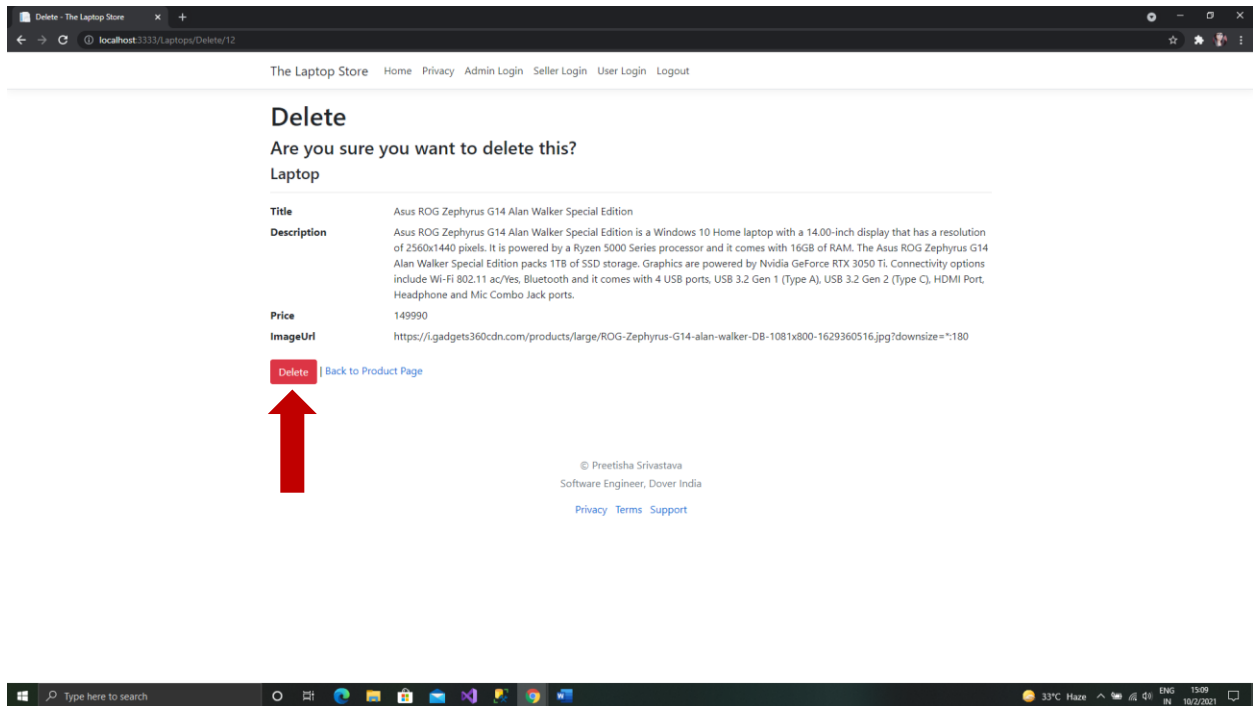 Delete - The Laptop Store
localhost:3333/Laptops/Delete/12
The Laptop Store Home Privacy Admin Login Seller Login User Login Logout
Delete
Are you sure you want to delete this?
Laptop
Title Asus ROG Zephyrus G14 Alan Walker Special Edition
Description Asus ROG Zephyrus G14 Alan Walker Special Edition is a Windows 10 Home laptop with a 14.00-inch display that has a resolution
of 2560x1440 pixels. It is powered by a Ryzen 5000 Series processor and it comes with 16GB of RAM. The Asus ROG Zephyrus G14
Alan Walker Special Edition packs 1TB of SSD storage. Graphics are powered by Nvidia GeForce RTX 3050 Ti. Connectivity options
include Wi-Fi 802.11 ac/Yes, Bluetooth and it comes with 4 USB ports, USB 3.2 Gen 1 (Type A), USB 3.2 Gen 2 (Type C), HDMI Port,
Headphone and Mic Combo Jack ports.
Price 149990
ImageUrl https://i.gadgets360cdn.com/products/large/ROG-Zephyrus-G14-alan-walker-DB-1081x800-1629360516.jpg?downsize=*:180
Delete | Back to Product Page
© Preetisha Srivastava
Software Engineer, Dover India
Privacy Terms Support
Type here to search
33°C Haze
ENG 15:09
IN 10/2/2021